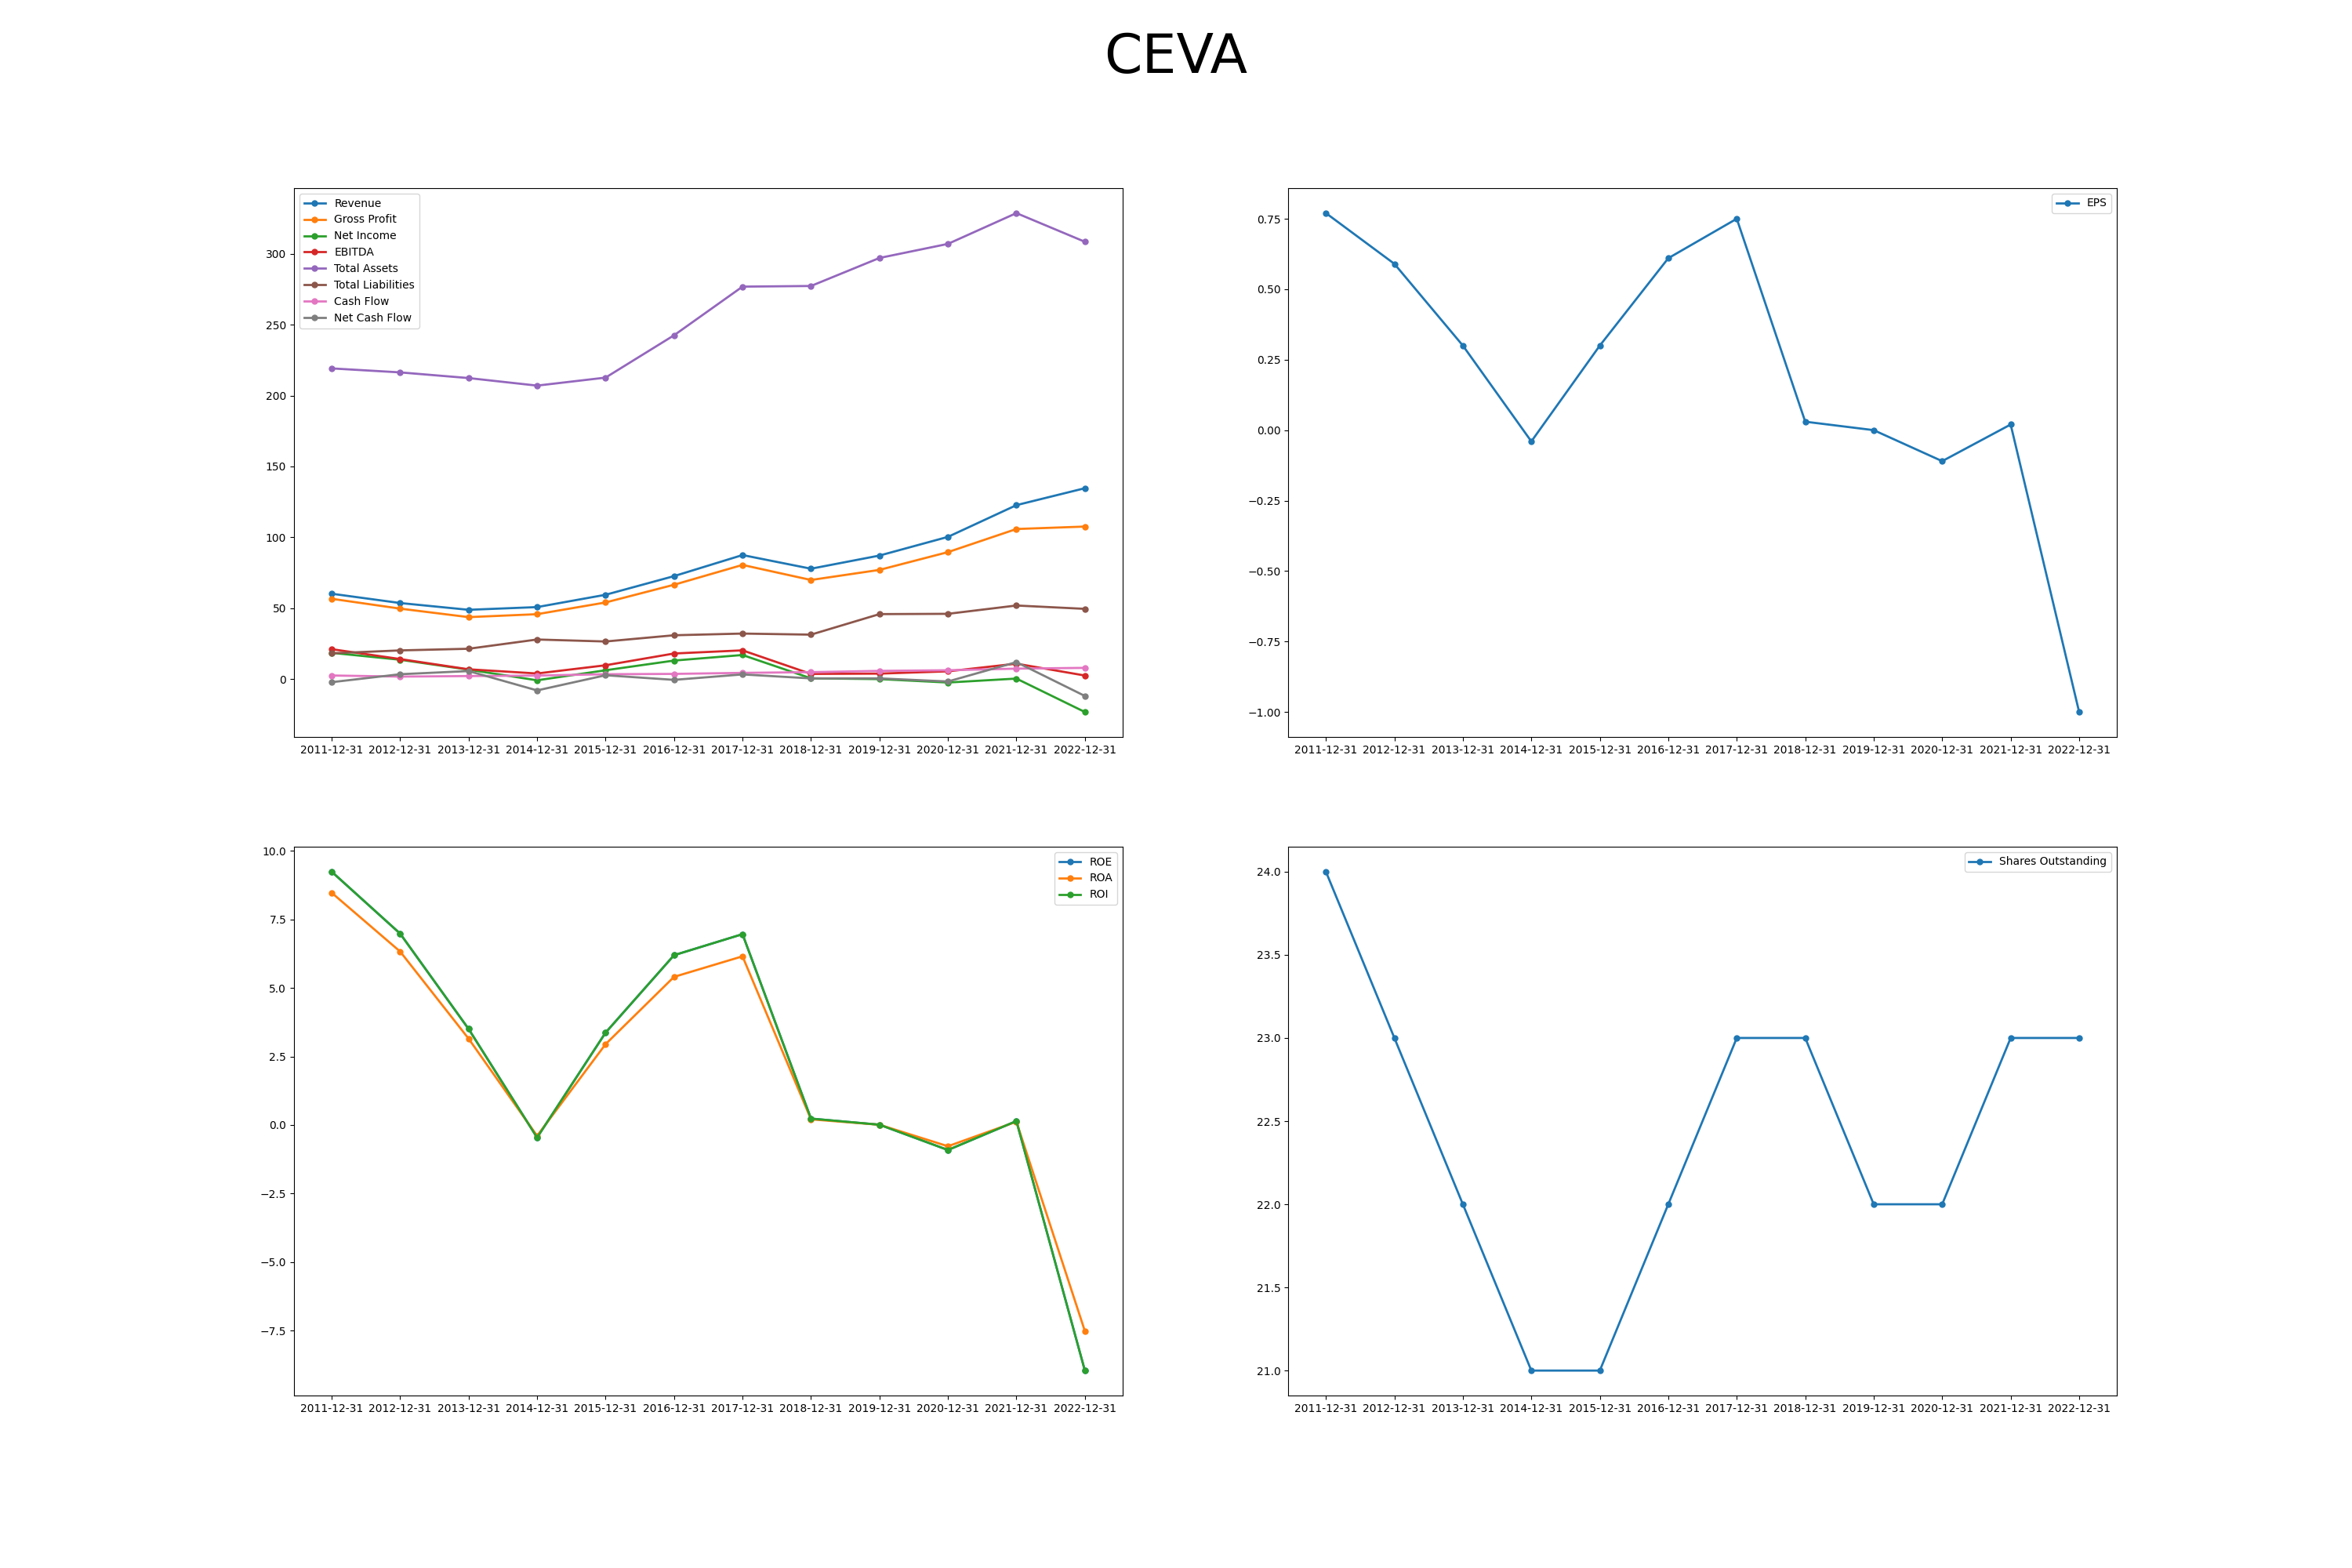 CEVA
Revenue
Gross Profit
Net Income
EBITDA
Total Assets
Total Liabilities
Cash Flow
Net Cash Flow
300
250
200
150
100
50
0
2011-12-31 2012-12-31 2013-12-31 2014-12-31 2015-12-31 2016-12-31 2017-12-31 2018-12-31 2019-12-31 2020-12-31 2021-12-31 2022-12-31
EPS
0.75
0.50
0.25
0.00
−0.25
−0.50
−0.75
−1.00
2011-12-31 2012-12-31 2013-12-31 2014-12-31 2015-12-31 2016-12-31 2017-12-31 2018-12-31 2019-12-31 2020-12-31 2021-12-31 2022-12-31
ROE
ROA
ROI
10.0
7.5
5.0
2.5
0.0
−2.5
−5.0
−7.5
2011-12-31 2012-12-31 2013-12-31 2014-12-31 2015-12-31 2016-12-31 2017-12-31 2018-12-31 2019-12-31 2020-12-31 2021-12-31 2022-12-31
Shares Outstanding
24.0
23.5
23.0
22.5
22.0
21.5
21.0
2011-12-31 2012-12-31 2013-12-31 2014-12-31 2015-12-31 2016-12-31 2017-12-31 2018-12-31 2019-12-31 2020-12-31 2021-12-31 2022-12-31